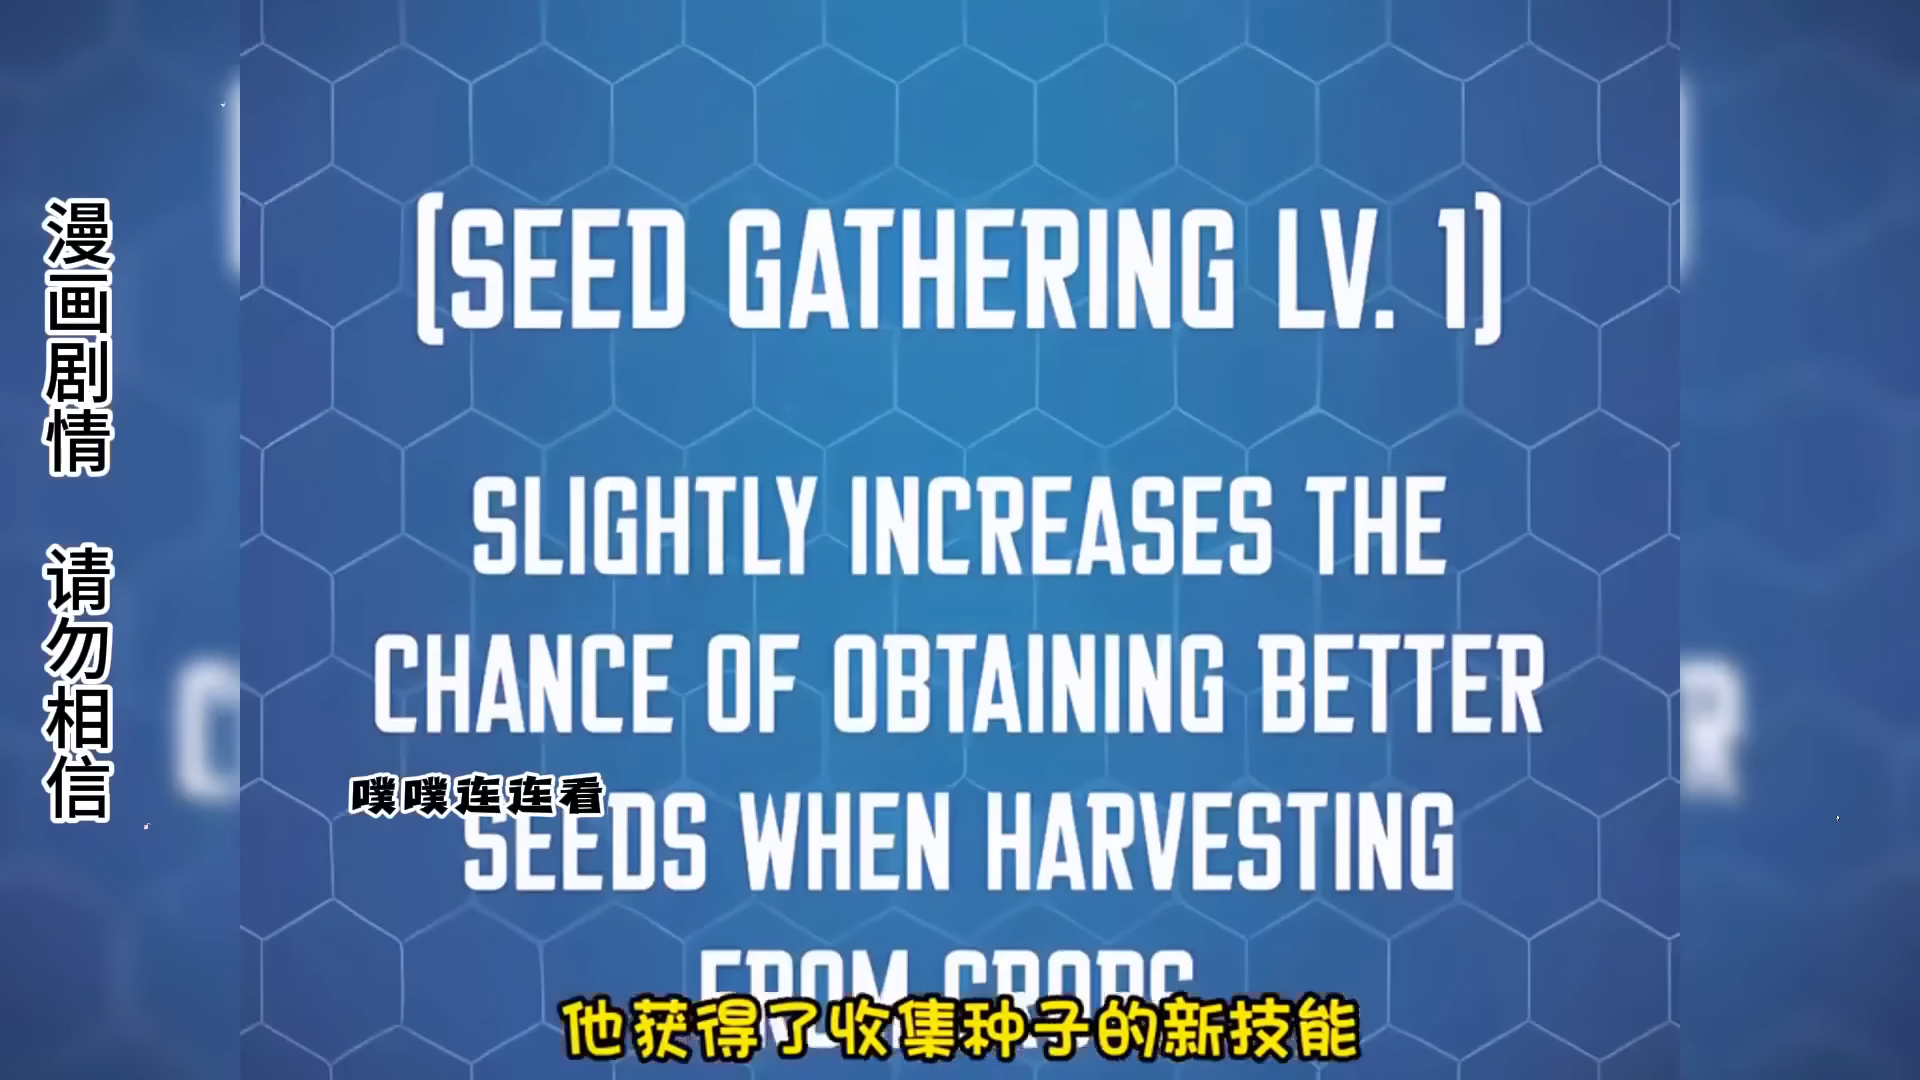 漫画剧情 请勿相信
(SEED GATHERING LV. 1)
SLIGHTLY INCREASES THE
CHANCE OF OBTAINING BETTER
噗噗连连看
SEEDS WHEN HARVESTING
FROM CROPS
他获得了收集种子的新技能